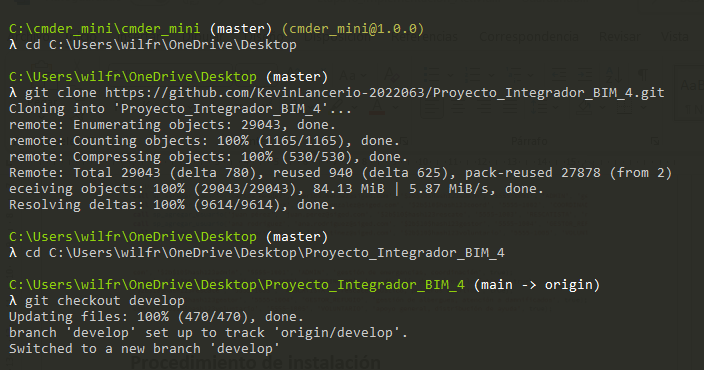 C:\cmder_mini\cmder_mini (master) (cmder_mini@1.0.0)
λ cd C:\Users\wilfr\OneDrive\Desktop
C:\Users\wilfr\OneDrive\Desktop (master)
λ git clone https://github.com/KevinLancerio-2022063/Proyecto_Integrador_BIM_4.git
Cloning into 'Proyecto_Integrador_BIM_4'...
remote: Enumerating objects: 29043, done.
remote: Counting objects: 100% (1165/1165), done.
remote: Compressing objects: 100% (530/530), done.
Remote: Total 29043 (delta 780), reused 940 (delta 625), pack-reused 27878 (from 2)
eceiving objects: 100% (29043/29043), 84.13 MiB | 5.87 MiB/s, done.
Resolving deltas: 100% (9614/9614), done.
C:\Users\wilfr\OneDrive\Desktop (master)
λ cd C:\Users\wilfr\OneDrive\Desktop\Proyecto_Integrador_BIM_4
C:\Users\wilfr\OneDrive\Desktop\Proyecto_Integrador_BIM_4 (main -> origin)
λ git checkout develop
Updating files: 100% (470/470), done.
branch 'develop' set up to track 'origin/develop'.
Switched to a new branch 'develop'
Procedimiento de instalación